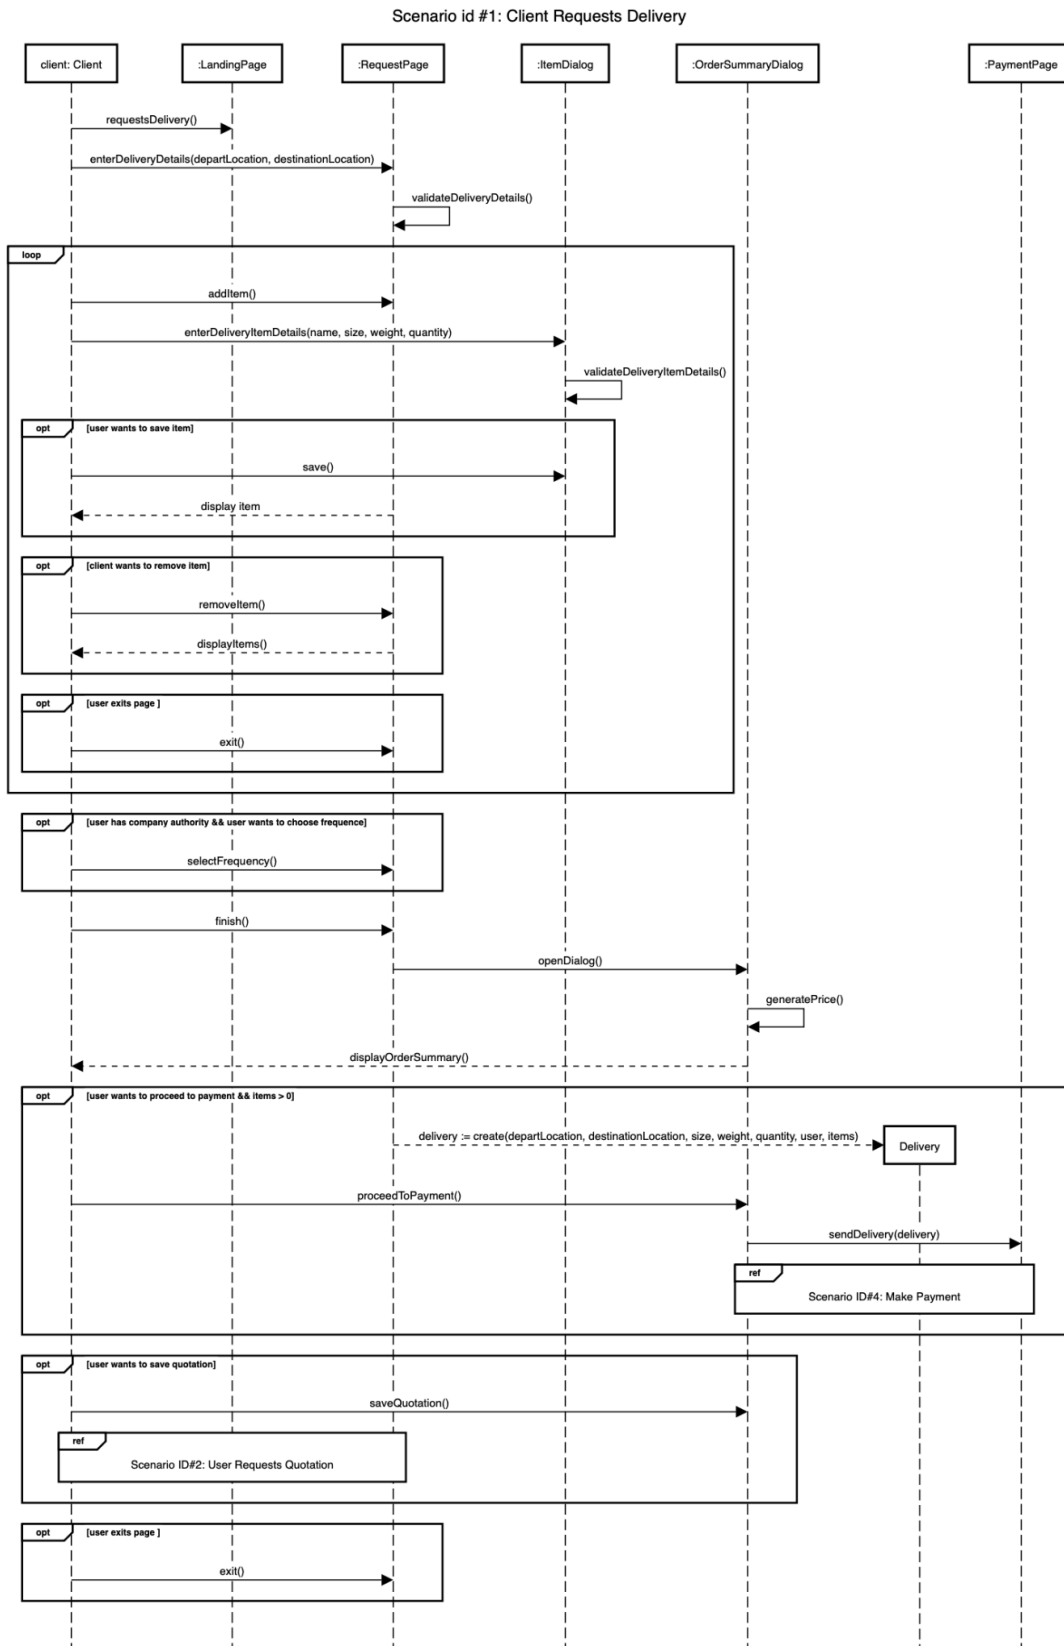 Scenario id #1: Client Requests Delivery
client: Client
:LandingPage
:RequestPage
:ItemDialog
:OrderSummaryDialog
:PaymentPage
requestsDelivery()
enterDeliveryDetails(departLocation, destinationLocation)
validateDeliveryDetails()
loop
addItem()
enterDeliveryItemDetails(name, size, weight, quantity)
validateDeliveryItemDetails()
opt
[user wants to save item]
save()
display item
opt
[client wants to remove item]
removeItem()
displayItems()
opt
[user exits page ]
exit()
opt
[user has company authority && user wants to choose frequence]
selectFrequency()
finish()
openDialog()
generatePrice()
displayOrderSummary()
opt
[user wants to proceed to payment && items > 0]
delivery := create(departLocation, destinationLocation, size, weight, quantity, user, items)
Delivery
proceedToPayment()
sendDelivery(delivery)
ref
Scenario ID#4: Make Payment
opt
[user wants to save quotation]
saveQuotation()
ref
Scenario ID#2: User Requests Quotation
opt
[user exits page ]
exit()